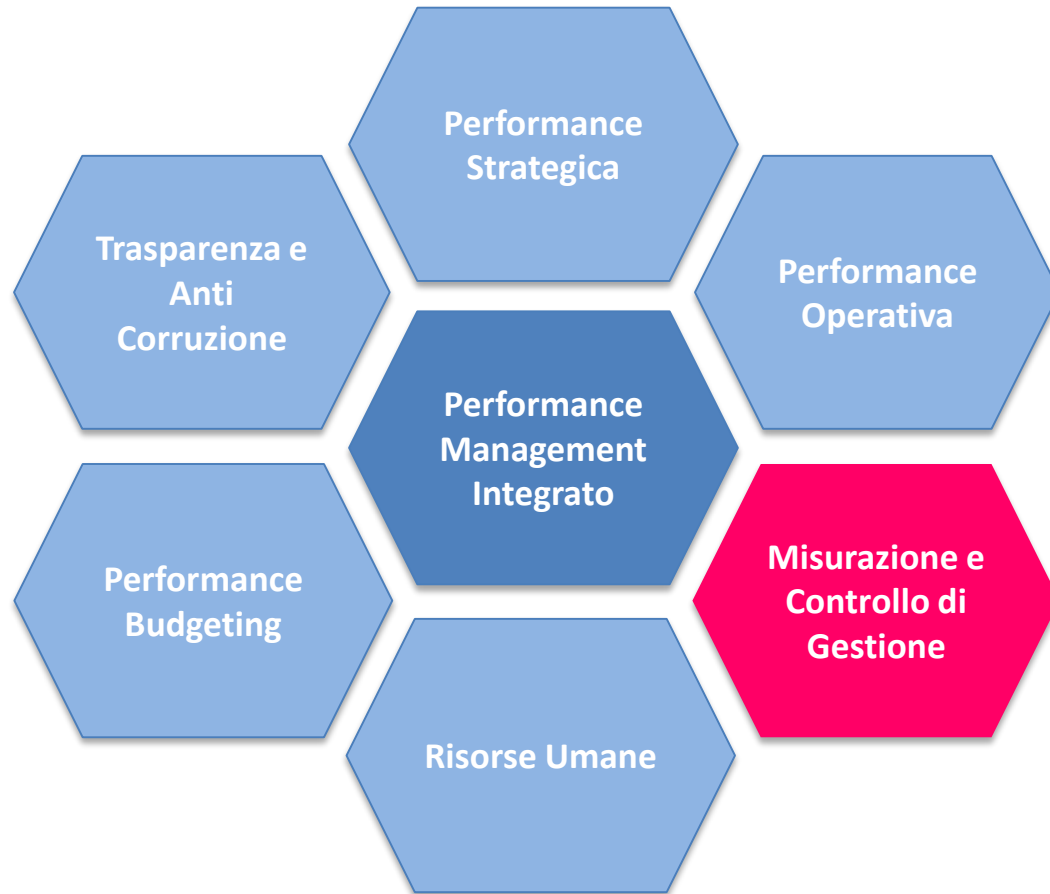 Performance
Strategica
Trasparenza e
Anti
Corruzione
Performance
Operativa
Performance
Management
Integrato
Performance
Budgeting
Misurazione e
Controllo di
Gestione
Risorse Umane